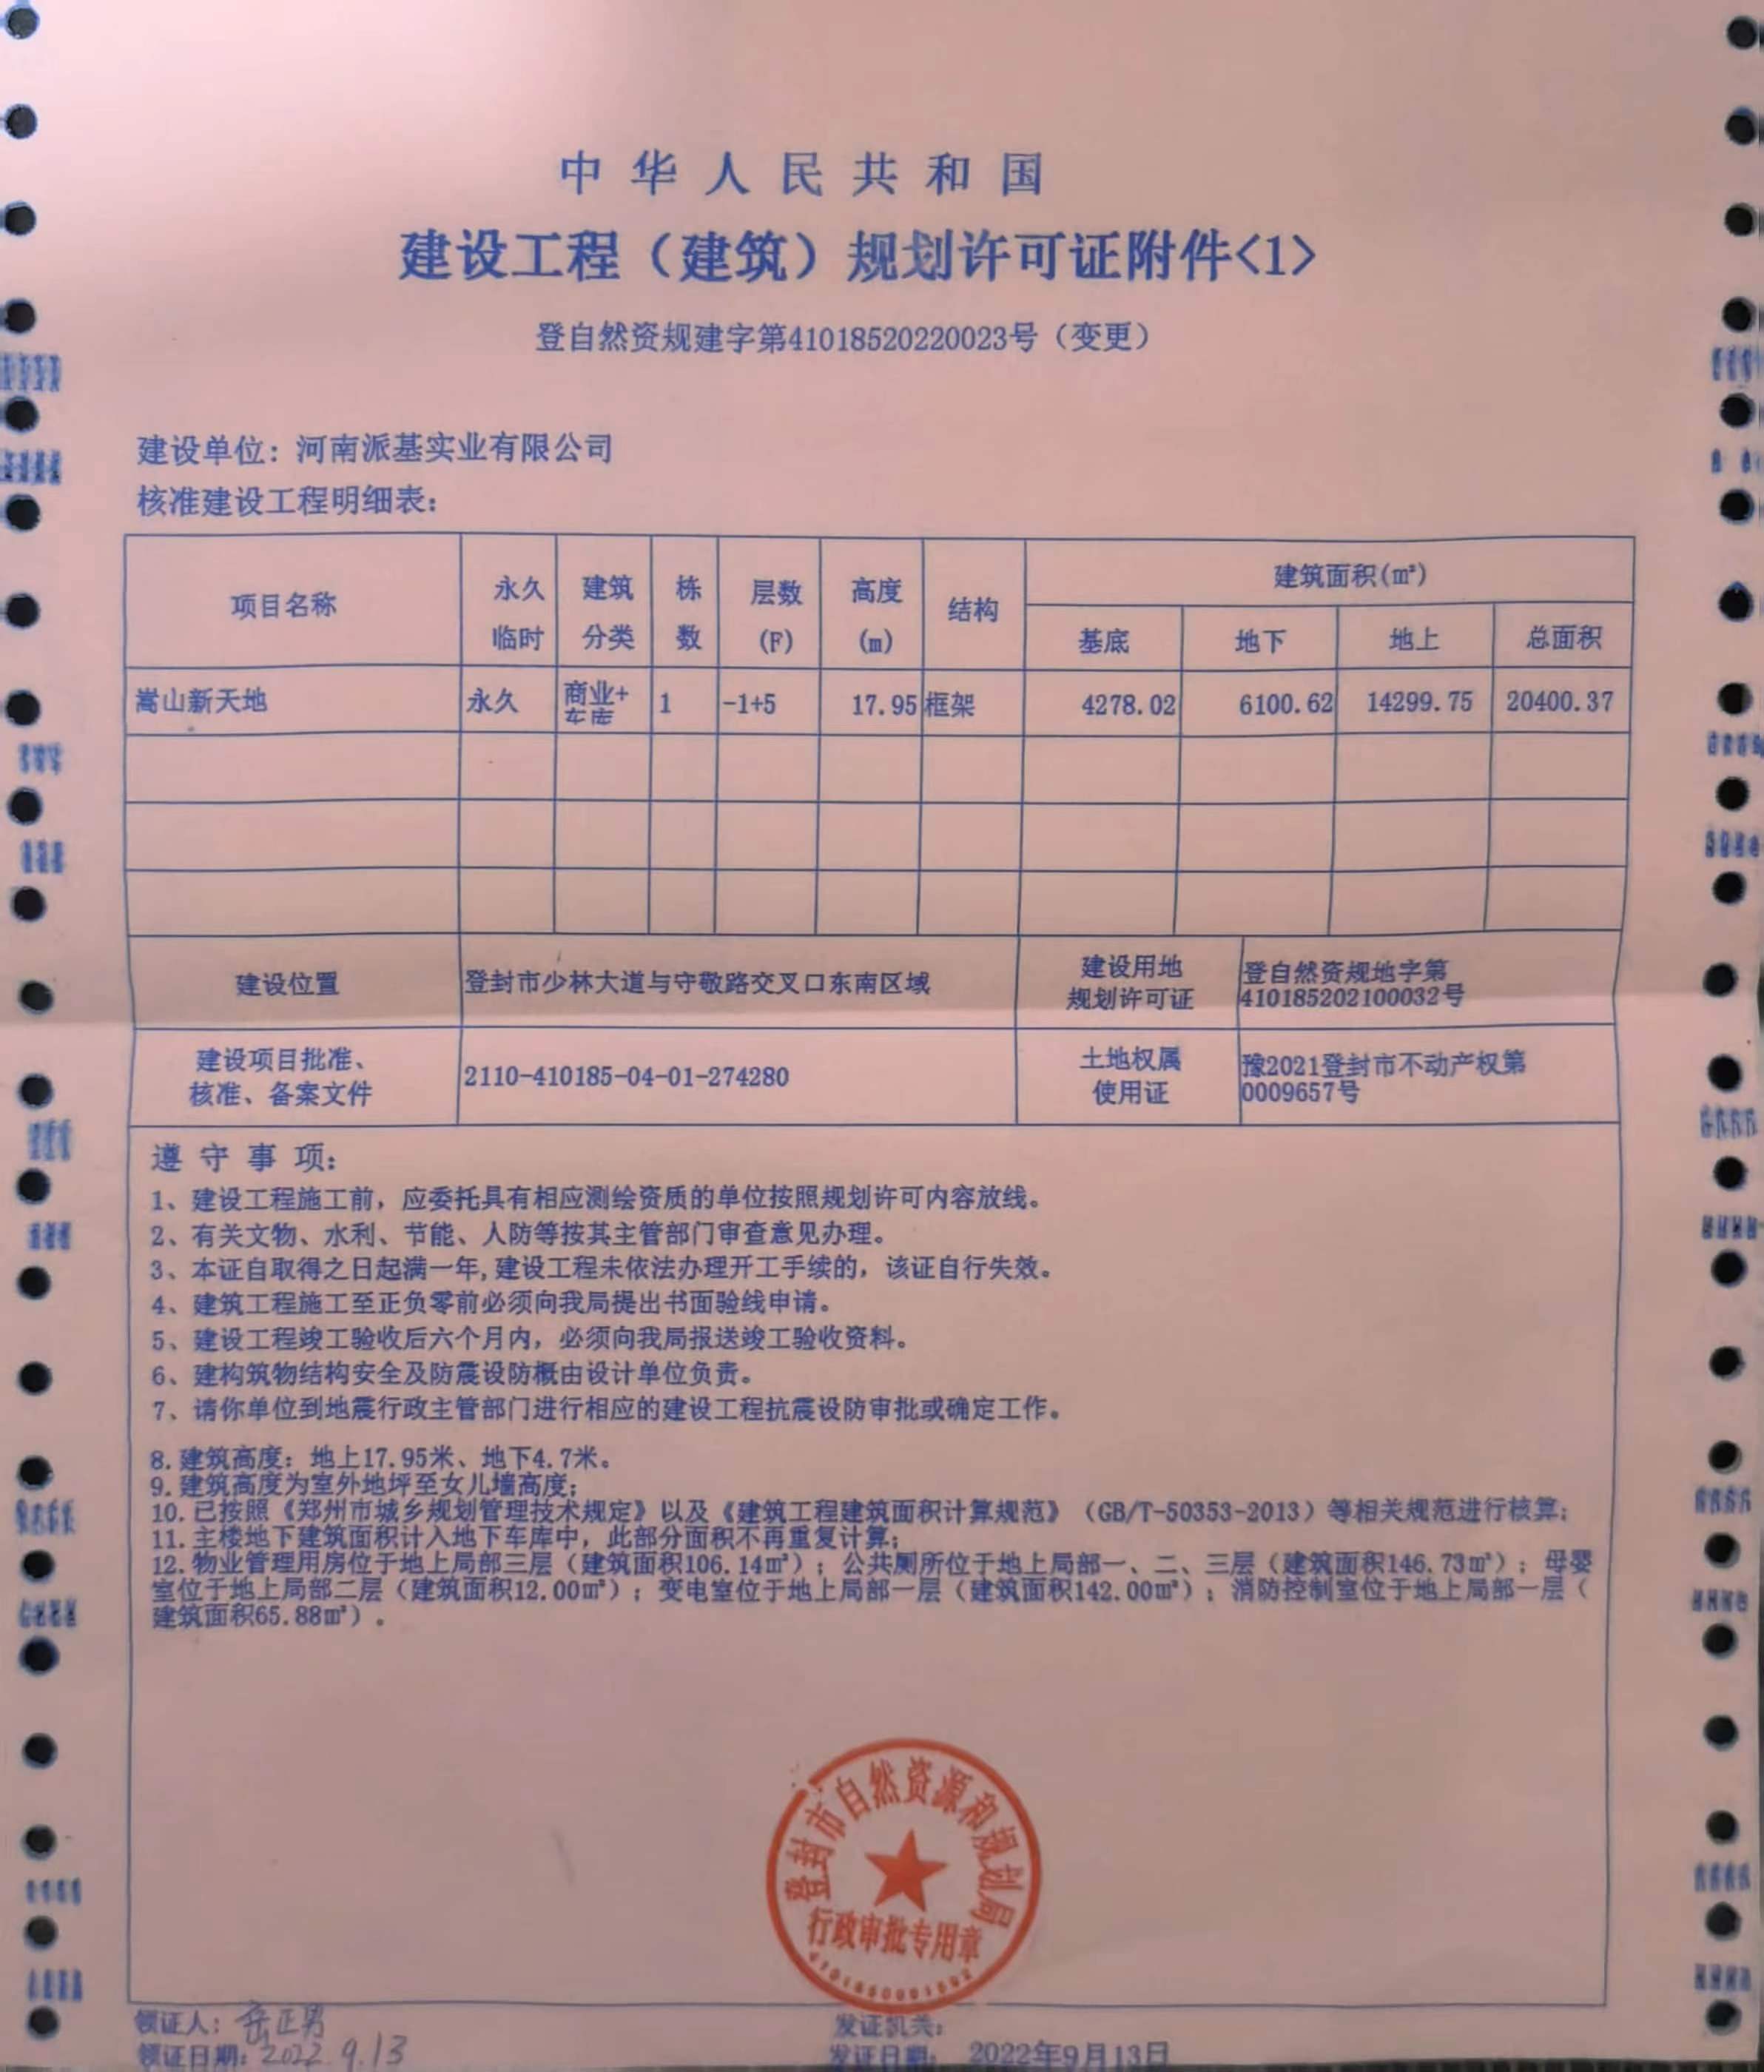 中华人民共和国
建设工程（建筑）规划许可证附件<1>
登自然资规建字第41018520220023号（变更）
建设单位：河南派基实业有限公司
核准建设工程明细表：
项目名称 永久临时 建筑分类 栋数 层数(F) 高度(m) 结构 建筑面积(㎡)
基底 地下 地上 总面积
嵩山新天地 永久 商业+车库 1 -1+5 17.95 框架 4278.02 6100.62 14299.75 20400.37
建设位置 登封市少林大道与守敬路交叉口东南区域 建设用地规划许可证 登自然资规地字第410185202100032号
建设项目批准、核准、备案文件 2110-410185-04-01-274280 土地权属使用证 豫2021登封市不动产权第0009657号
遵守事项：
1、建设工程施工前，应委托具有相应测绘资质的单位按照规划许可内容放线。
2、有关文物、水利、节能、人防等按其主管部门审查意见办理。
3、本证自取得之日起满一年,建设工程未依法办理开工手续的，该证自行失效。
4、建筑工程施工至正负零前必须向我局提出书面验线申请。
5、建设工程竣工验收后六个月内，必须向我局报送竣工验收资料。
6、建构筑物结构安全及防震设防概由设计单位负责。
7、请你单位到地震行政主管部门进行相应的建设工程抗震设防审批或确定工作。
8.建筑高度：地上17.95米、地下4.7米。
9.建筑高度为室外地坪至女儿墙高度；
10.已按照《郑州市城乡规划管理技术规定》以及《建筑工程建筑面积计算规范》（GB/T-50353-2013）等相关规范进行核算；
11.主楼地下建筑面积计入地下车库中，此部分面积不再重复计算；
12.物业管理用房位于地上局部三层（建筑面积106.14㎡）；公共厕所位于地上局部一、二、三层（建筑面积146.73㎡）；母婴
室位于地上局部二层（建筑面积12.00㎡）；变电室位于地上局部一层（建筑面积142.00㎡）；消防控制室位于地上局部一层（
建筑面积65.88㎡）。
登封市自然资源和规划局
行政审批专用章
领证人：岳正男
发证机关：
领证日期：2022.9.13
发证日期：2022年9月13日